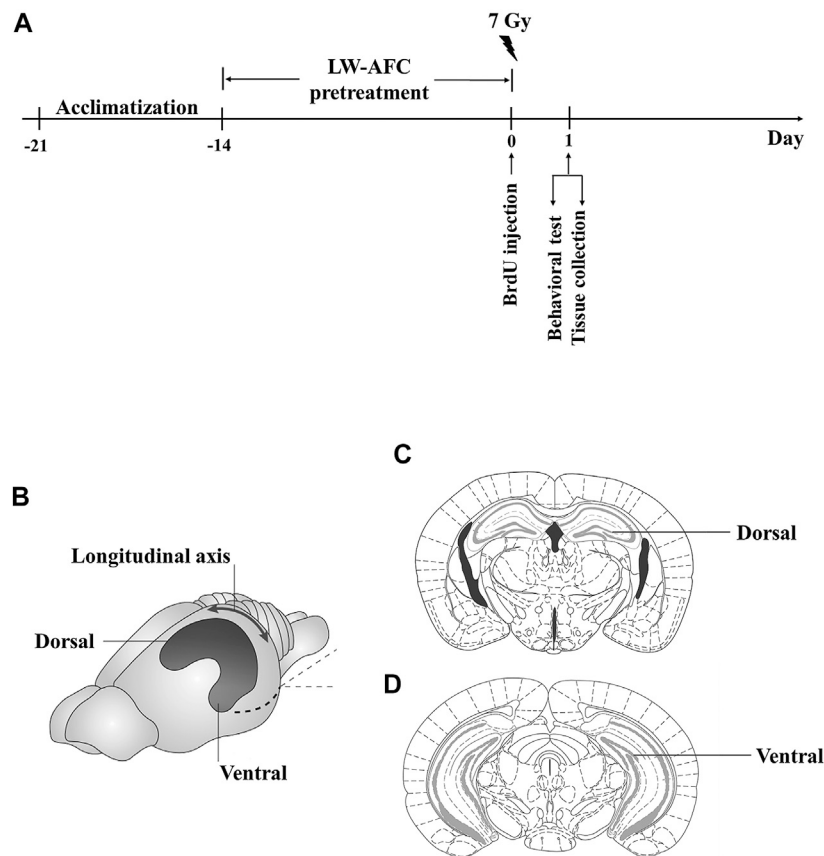 A
7 Gy
LW-AFC
pretreatment
Acclimatization
-21
-14
0
1
Day
BrdU injection
Behavioral test
Tissue collection
B
Longitudinal axis
Dorsal
Ventral
C
Dorsal
D
Ventral